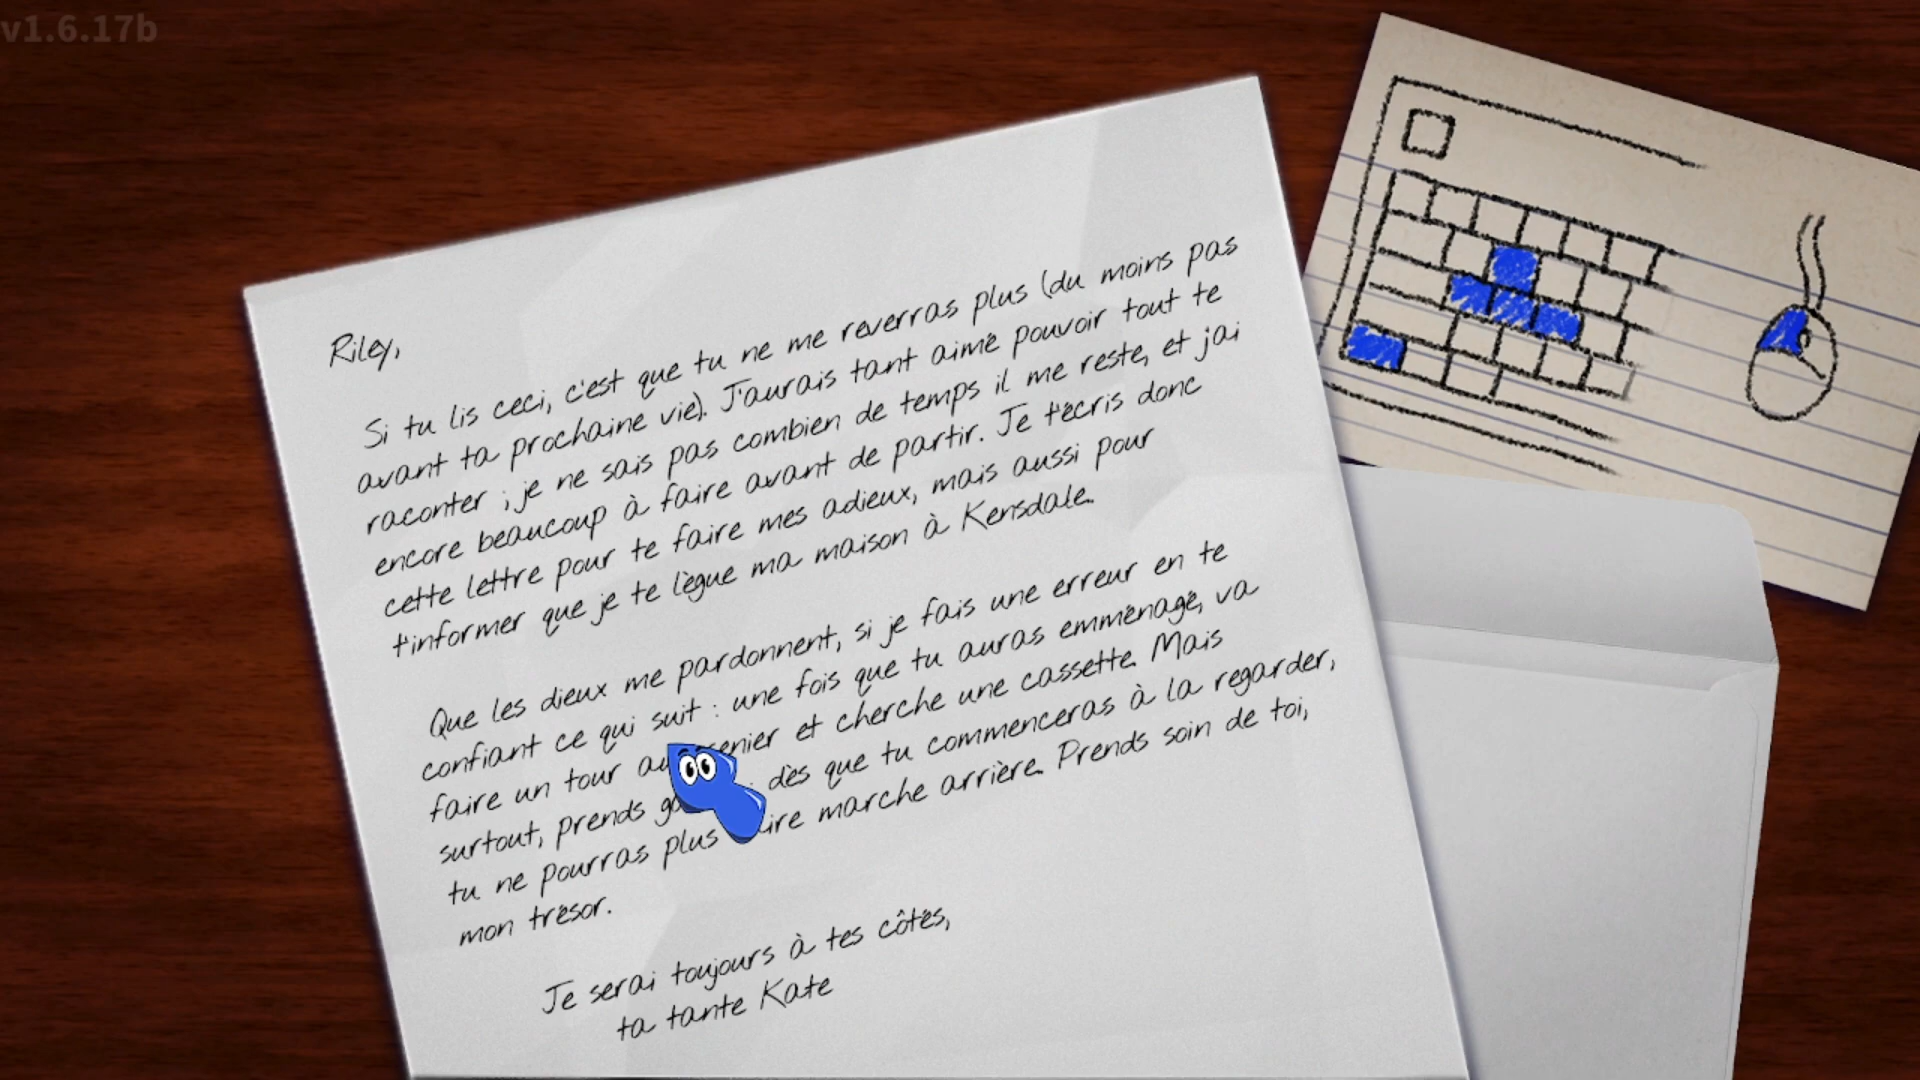 v1.6.17b
Riley,
Si tu lis ceci, c'est que tu ne me reverras plus (du moins pas
avant ta prochaine vie). J'aurais tant aimé pouvoir tout te
raconter ; je ne sais pas combien de temps il me reste, et j'ai
encore beaucoup à faire avant de partir. Je t'écris donc
cette lettre pour te faire mes adieux, mais aussi pour
t'informer que je te lègue ma maison à Kensdale.
Que les dieux me pardonnent, si je fais une erreur en te
confiant ce qui suit : une fois que tu auras emménagé, va
faire un tour et cherche une cassette. Mais
surtout, prends dès que tu commenceras à la regarder,
tu ne pourras plus marche arrière. Prends soin de toi,
mon trésor.
Je serai toujours à tes côtés,
ta tante Kate